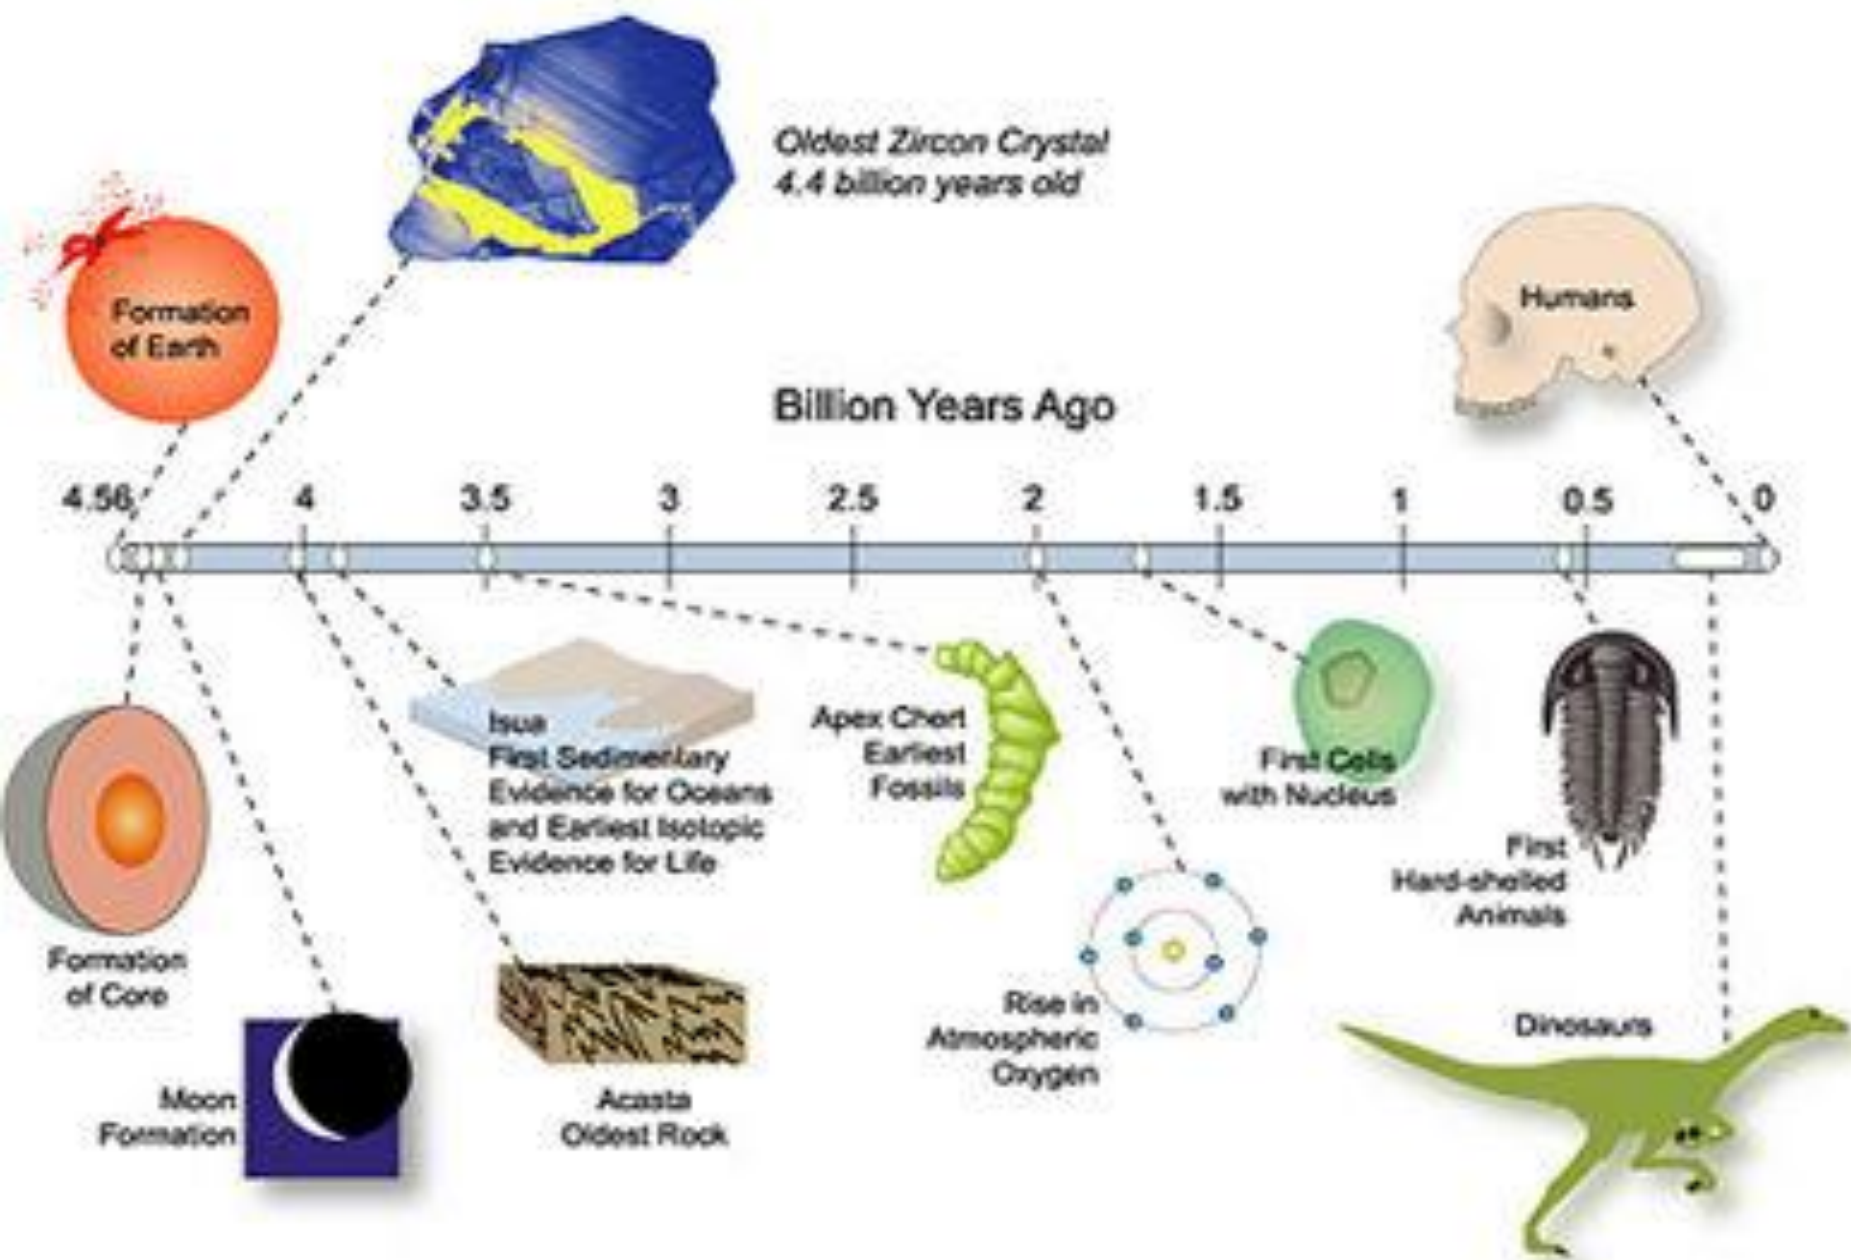 Oldest Zircon Crystal
4.4 billion years old
Formation
of Earth
Humans
Billion Years Ago
4.56 4 3.5 3 2.5 2 1.5 1 0.5 0
Isua
First Sedimentary
Evidence for Oceans
and Earliest Isotopic
Evidence for Life
Apex Chert
Earliest
Fossils
First Cells
with Nucleus
First
Hard-shelled
Animals
Formation
of Core
Rise in
Atmospheric
Oxygen
Dinosaurs
Moon
Formation
Acasta
Oldest Rock